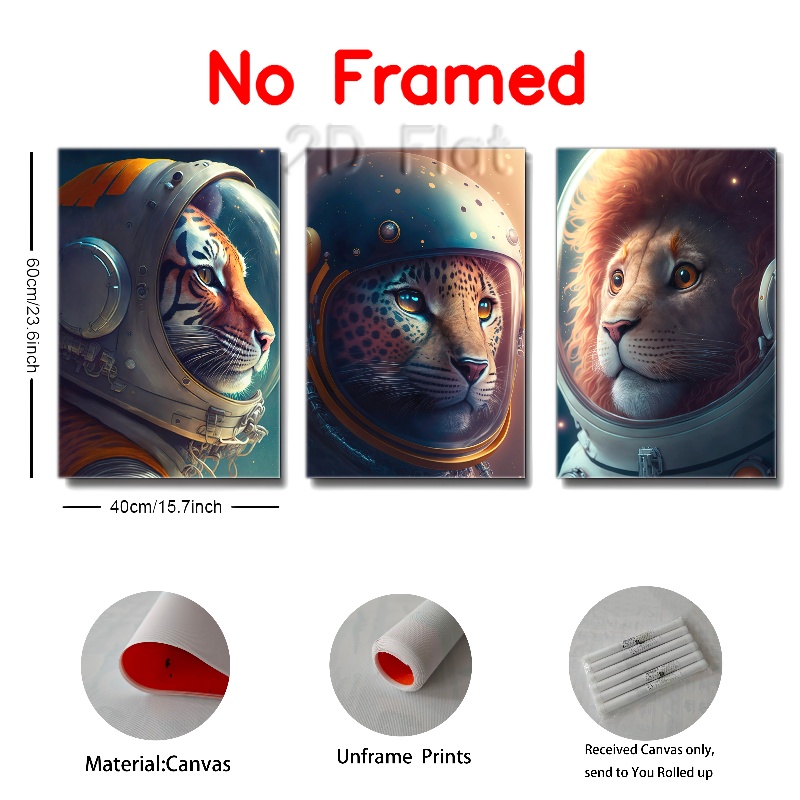 No Framed
2D Flat
60cm/23.6inch
40cm/15.7inch
Material:Canvas
Unframe Prints
Received Canvas only,
send to You Rolled up